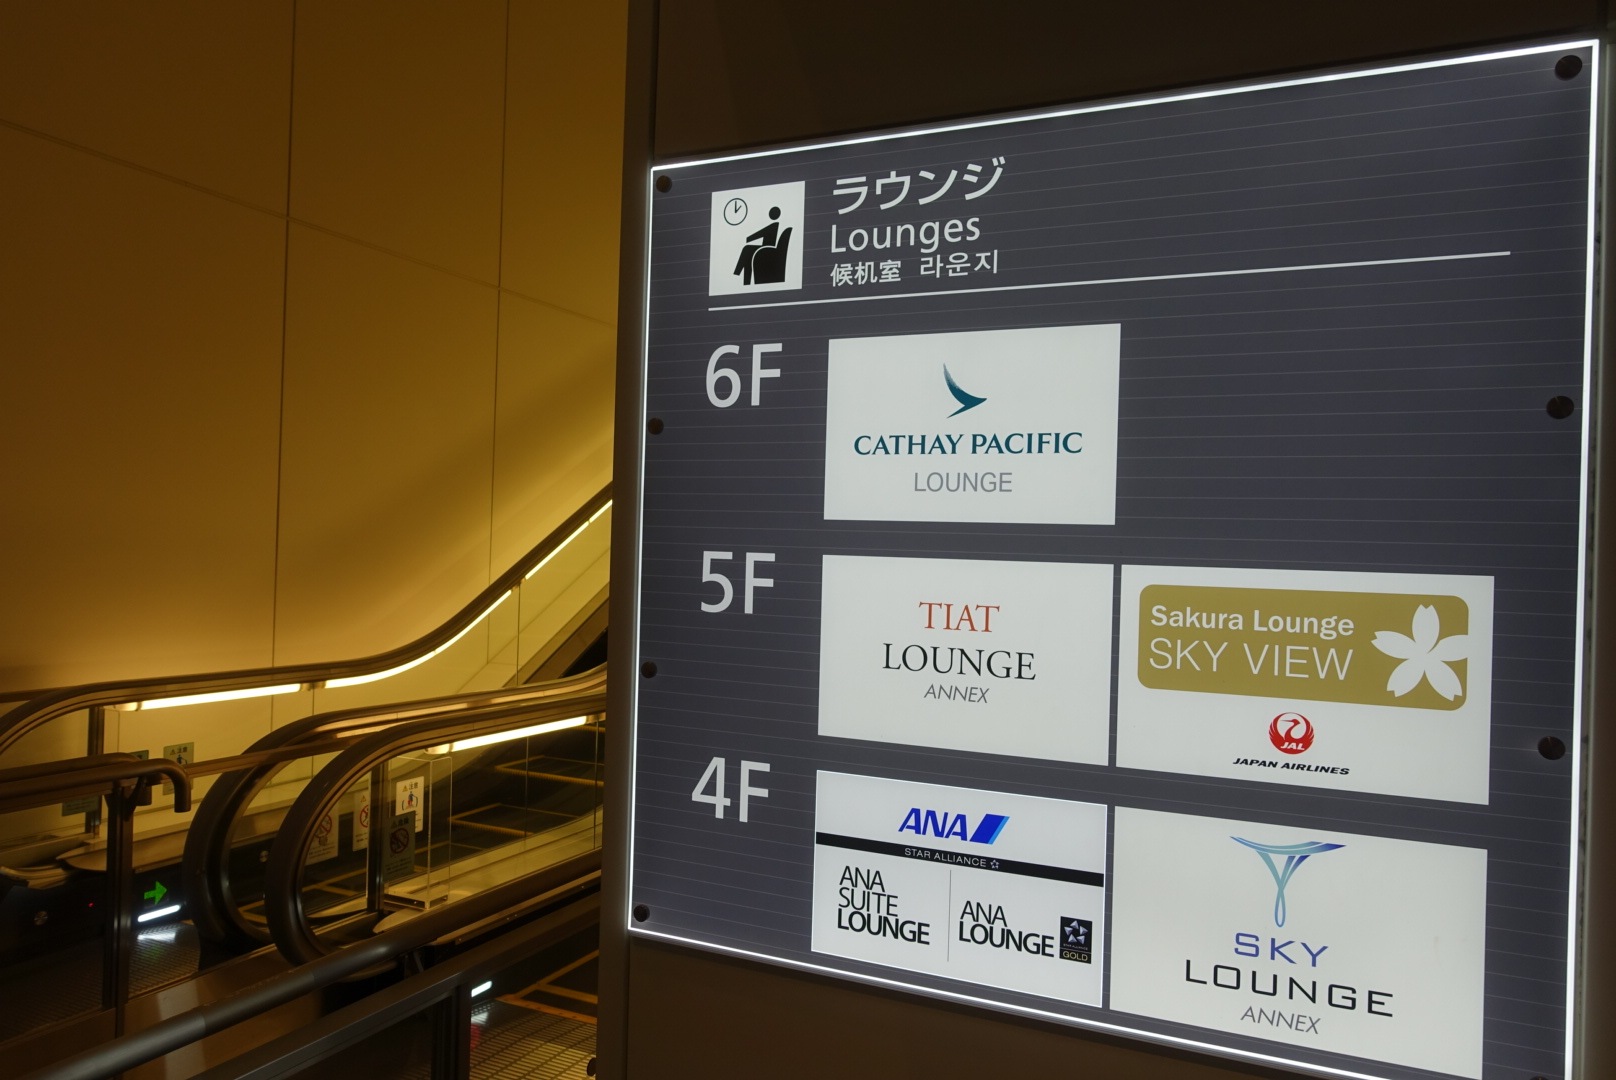 ラウンジ
Lounges
候机室 라운지
6F
CATHAY PACIFIC
LOUNGE
5F
TIAT
LOUNGE
ANNEX
Sakura Lounge
SKY VIEW
JAL
JAPAN AIRLINES
4F
ANA
STAR ALLIANCE
ANA
SUITE
LOUNGE
ANA
LOUNGE
GOLD
SKY
LOUNGE
ANNEX